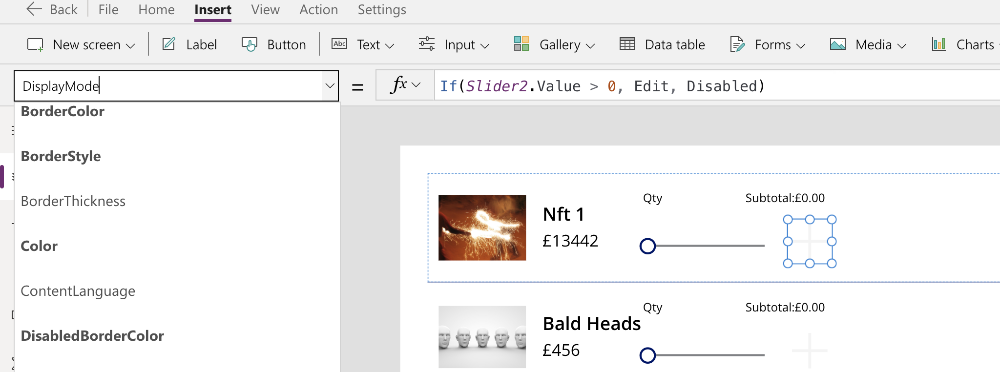 Back File Home Insert View Action Settings
New screen Label Button Abc Text Input Gallery Data table Forms Media Charts
DisplayMode = fx If(Slider2.Value > 0, Edit, Disabled)
BorderColor
BorderStyle
BorderThickness
Color
ContentLanguage
DisabledBorderColor
Qty Subtotal:£0.00
Nft 1
£13442
Qty Subtotal:£0.00
Bald Heads
£456